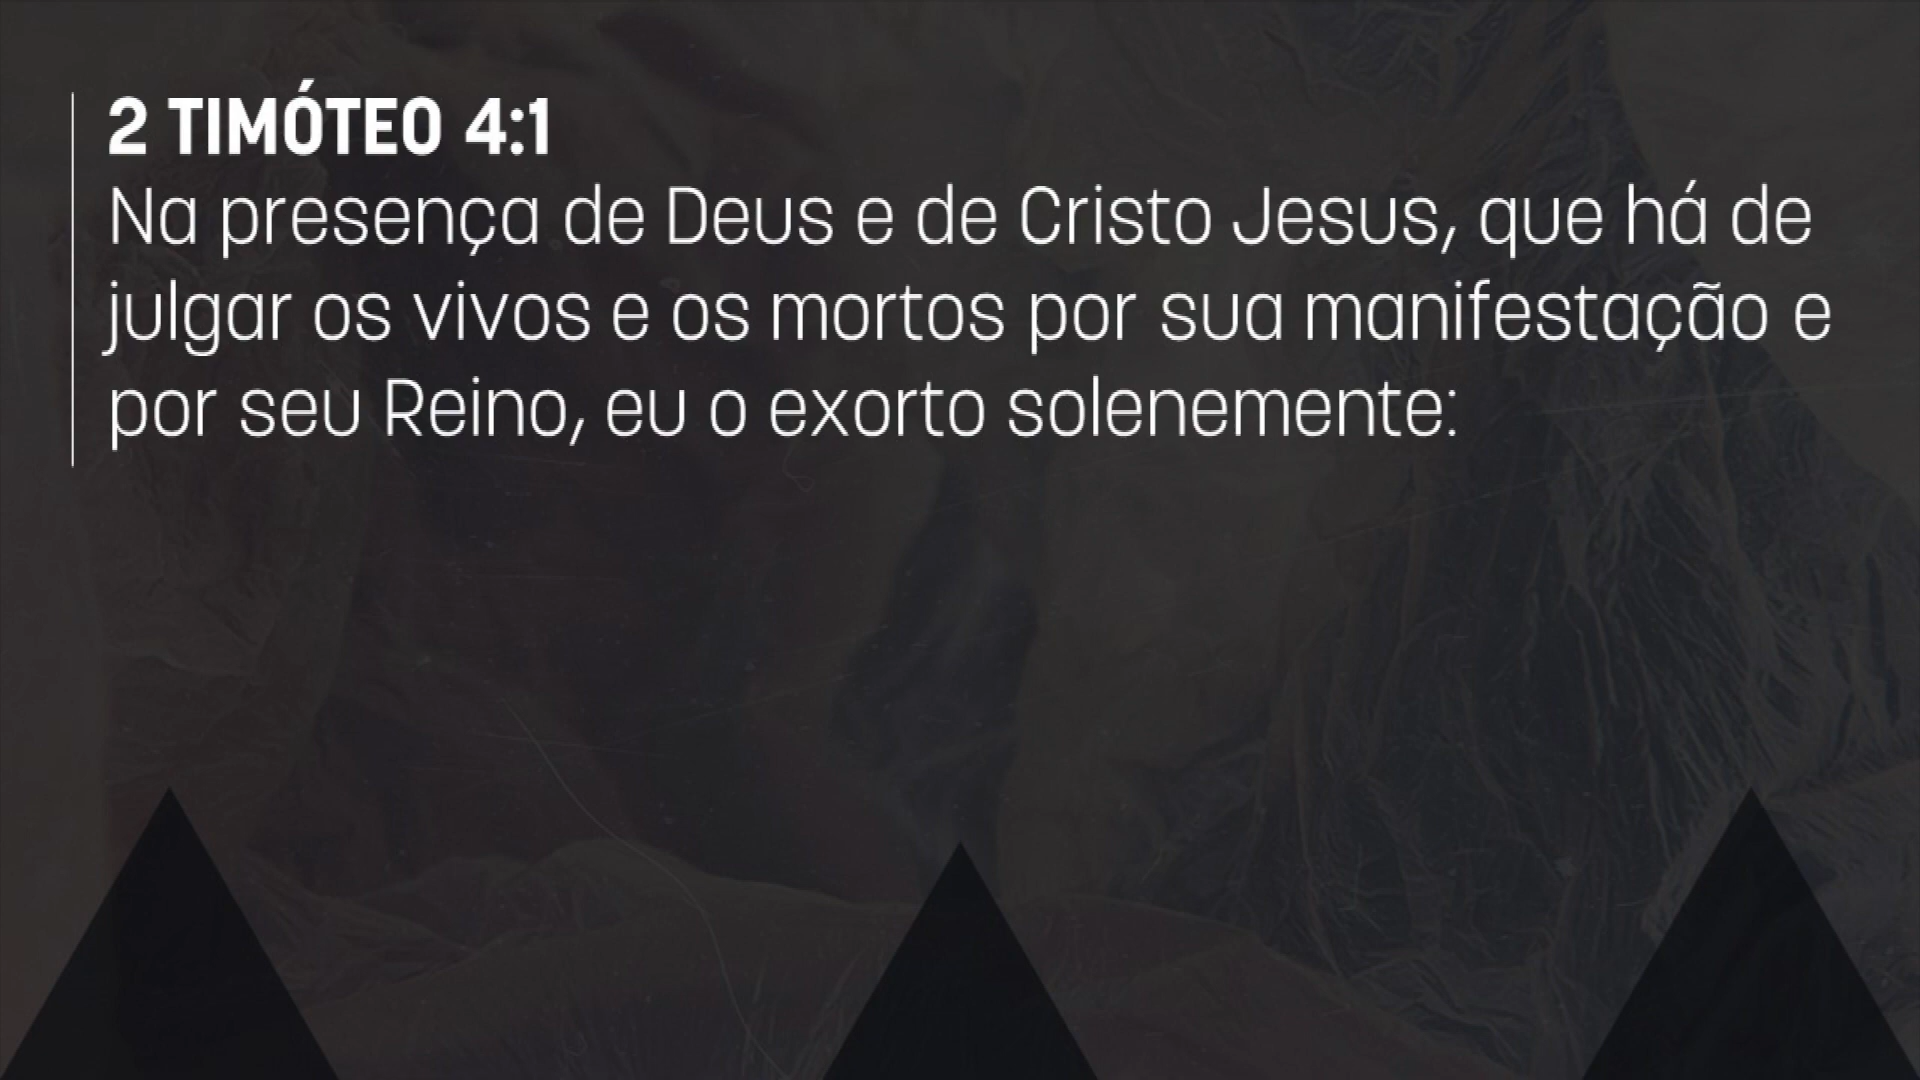 2 TIMÓTEO 4:1
Na presença de Deus e de Cristo Jesus, que há de
julgar os vivos e os mortos por sua manifestação e
por seu Reino, eu o exorto solenemente: